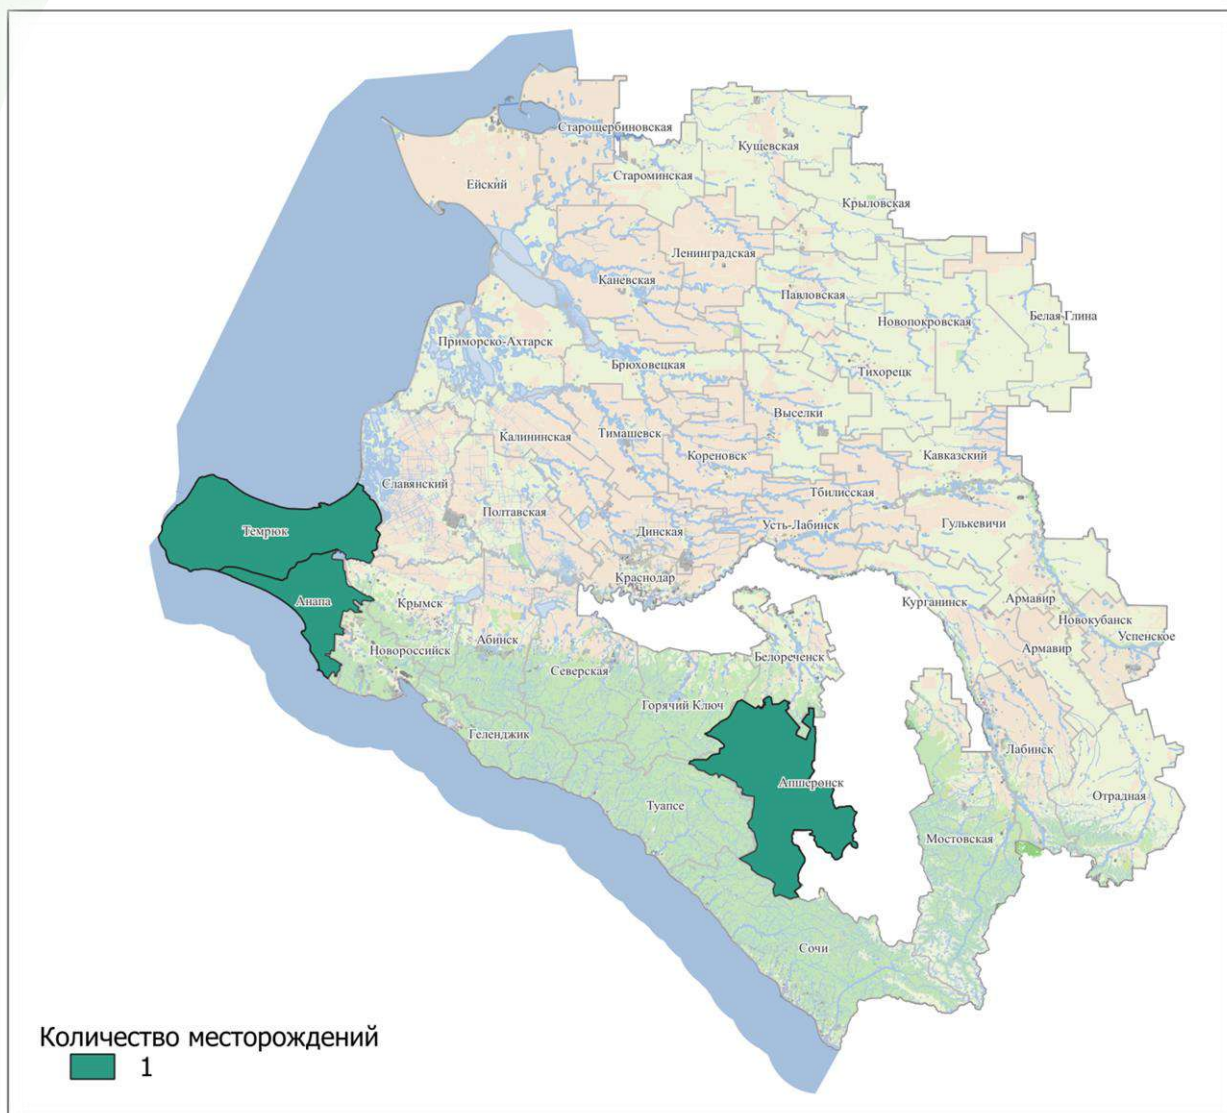 Старощербиновская
Кущевская
Староминская
Ейский
Крыловская
Ленинградская
Каневская
Павловская
Новопокровская
Белая Глина
Приморско-Ахтарск
Брюховецкая
Тихорецк
Выселки
Калининская
Тимашевск
Кореновск
Кавказский
Славянский
Тбилисская
Полтавская
Усть-Лабинск
Гулькевичи
Темрюк
Динская
Краснодар
Анапа
Крымск
Курганинск
Армавир
Новокубанск
Успенское
Абинск
Новороссийск
Армавир
Белореченск
Северская
Горячий Ключ
Геленджик
Лабинск
Апшеронск
Отрадная
Туапсе
Мостовская
Сочи
Количество месторождений
1